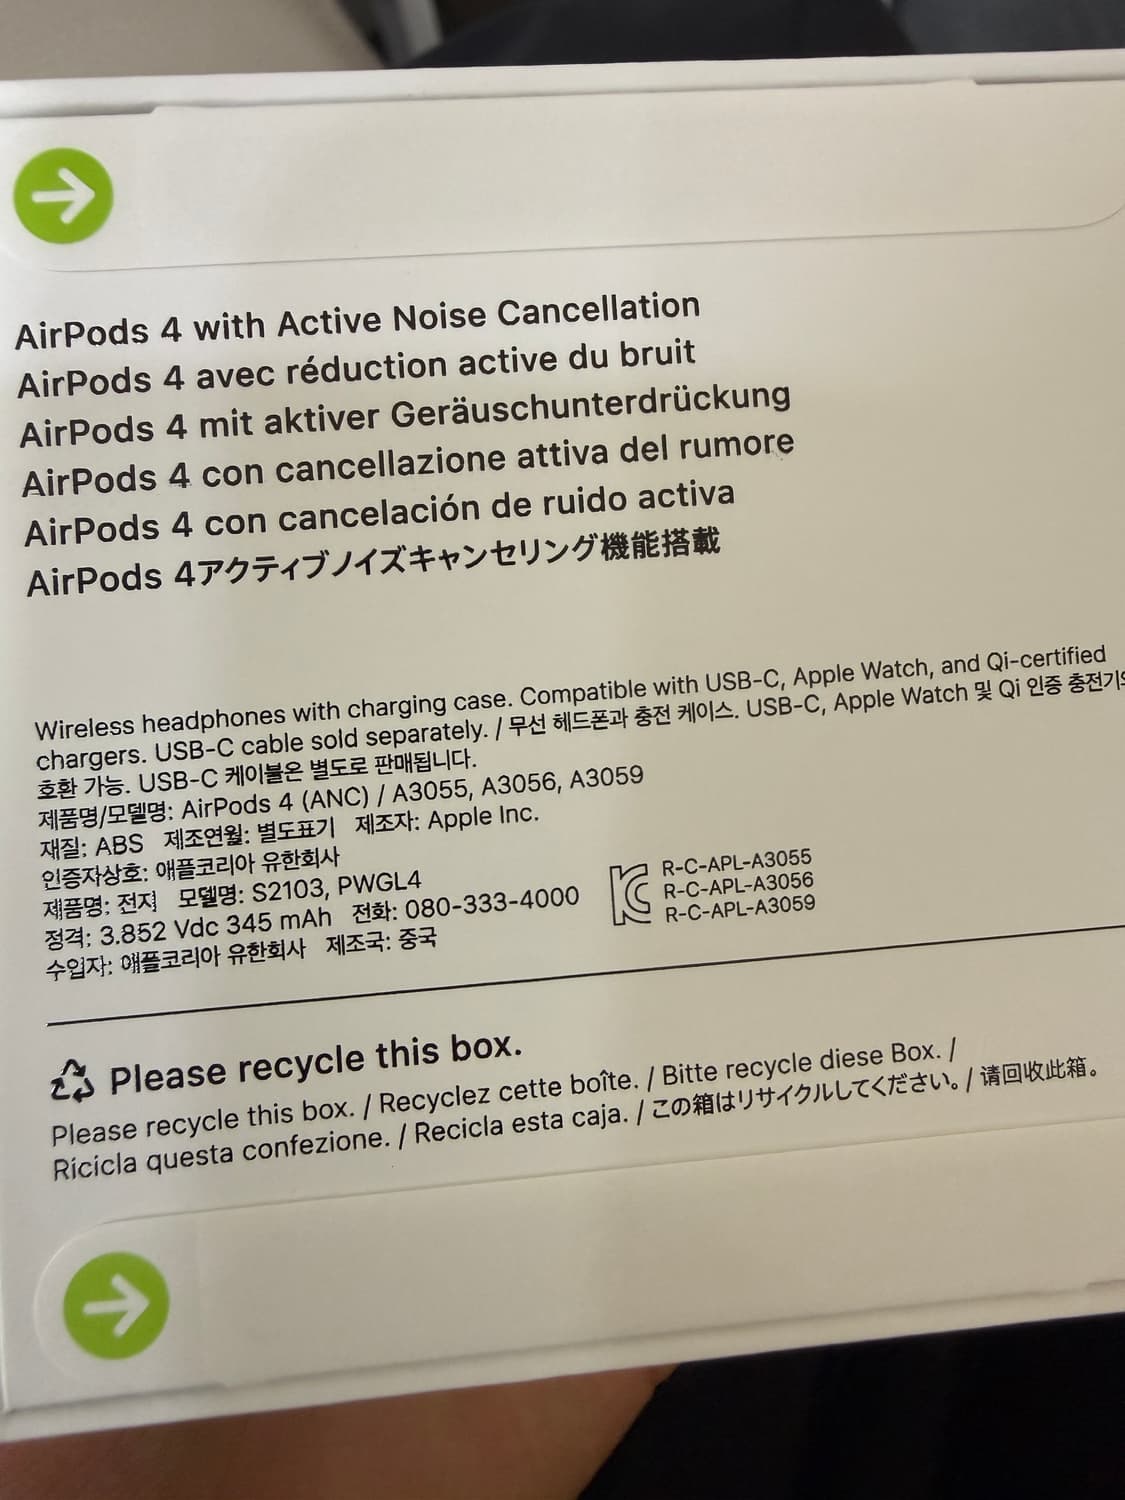 AirPods 4 with Active Noise Cancellation
AirPods 4 avec réduction active du bruit
AirPods 4 mit aktiver Geräuschunterdrückung
AirPods 4 con cancellazione attiva del rumore
AirPods 4 con cancelación de ruido activa
AirPods 4アクティブノイズキャンセリング機能搭載
Wireless headphones with charging case. Compatible with USB-C, Apple Watch, and Qi-certified
chargers. USB-C cable sold separately. / 무선 헤드폰과 충전 케이스. USB-C, Apple Watch 및 Qi 인증 충전기와
호환 가능. USB-C 케이블은 별도로 판매됩니다.
제품명/모델명: AirPods 4 (ANC) / A3055, A3056, A3059
재질: ABS 제조연월: 별도표기 제조자: Apple Inc.
인증자상호: 애플코리아 유한회사
제품명: 전지 모델명: S2103, PWGL4
정격: 3.852 Vdc 345 mAh 전화: 080-333-4000
수입자: 애플코리아 유한회사 제조국: 중국
R-C-APL-A3055
R-C-APL-A3056
R-C-APL-A3059
Please recycle this box.
Please recycle this box. / Recyclez cette boîte. / Bitte recycle diese Box. /
Ricicla questa confezione. / Recicla esta caja. / この箱はリサイクルしてください。/ 请回收此箱。